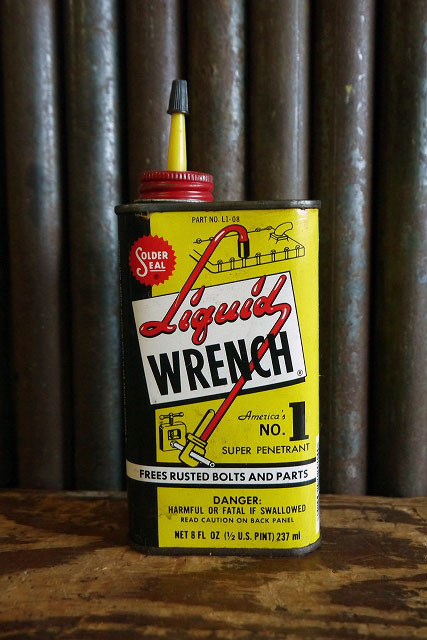 PART NO. L1-08
SOLDER
SEAL
Liquid
WRENCH®
America's
NO. 1
SUPER PENETRANT
FREES RUSTED BOLTS AND PARTS
DANGER:
HARMFUL OR FATAL IF SWALLOWED
READ CAUTION ON BACK PANEL
NET 8 FL OZ (½ U.S. PINT) 237 ml